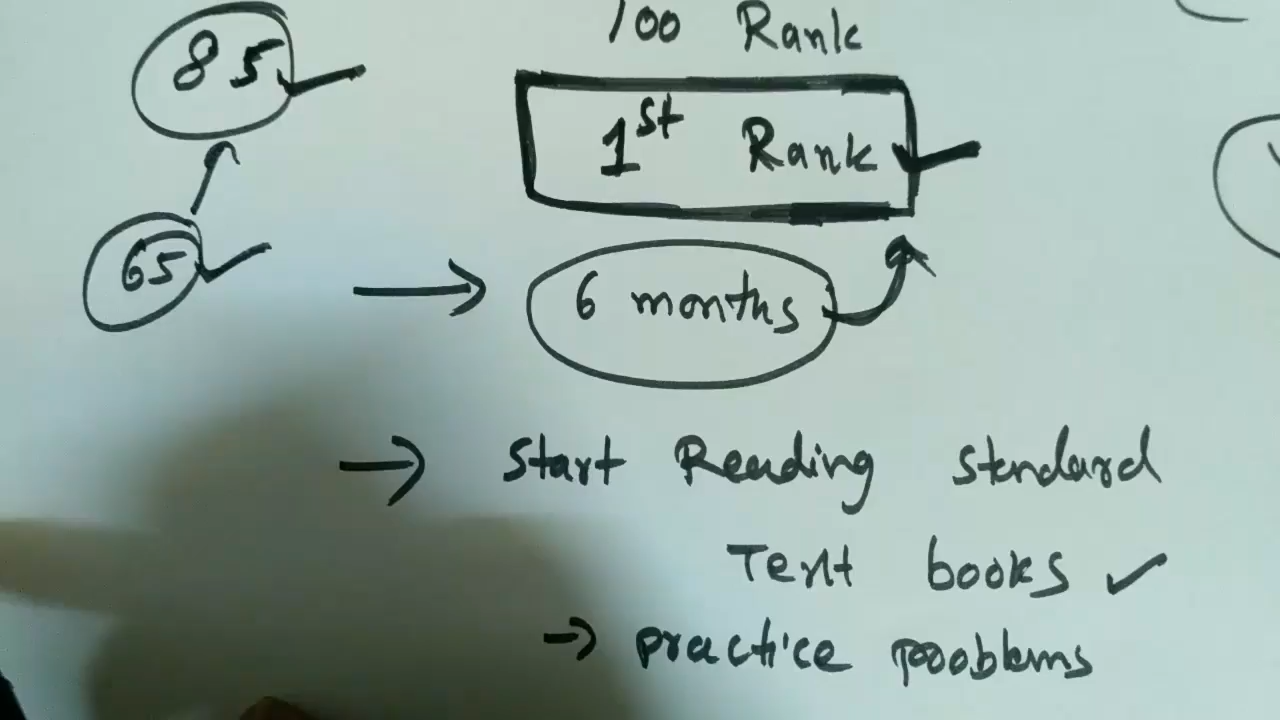 100 Rank
85
1st Rank
65
6 months
Start Reading Standard
Text books
practice problems